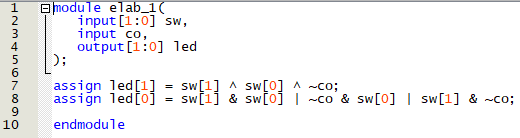 1 module elab_1(
2 input[1:0] sw,
3 input co,
4 output[1:0] led
5 );
6
7 assign led[1] = sw[1] ^ sw[0] ^ ~co;
8 assign led[0] = sw[1] & sw[0] | ~co & sw[0] | sw[1] & ~co;
9
10 endmodule